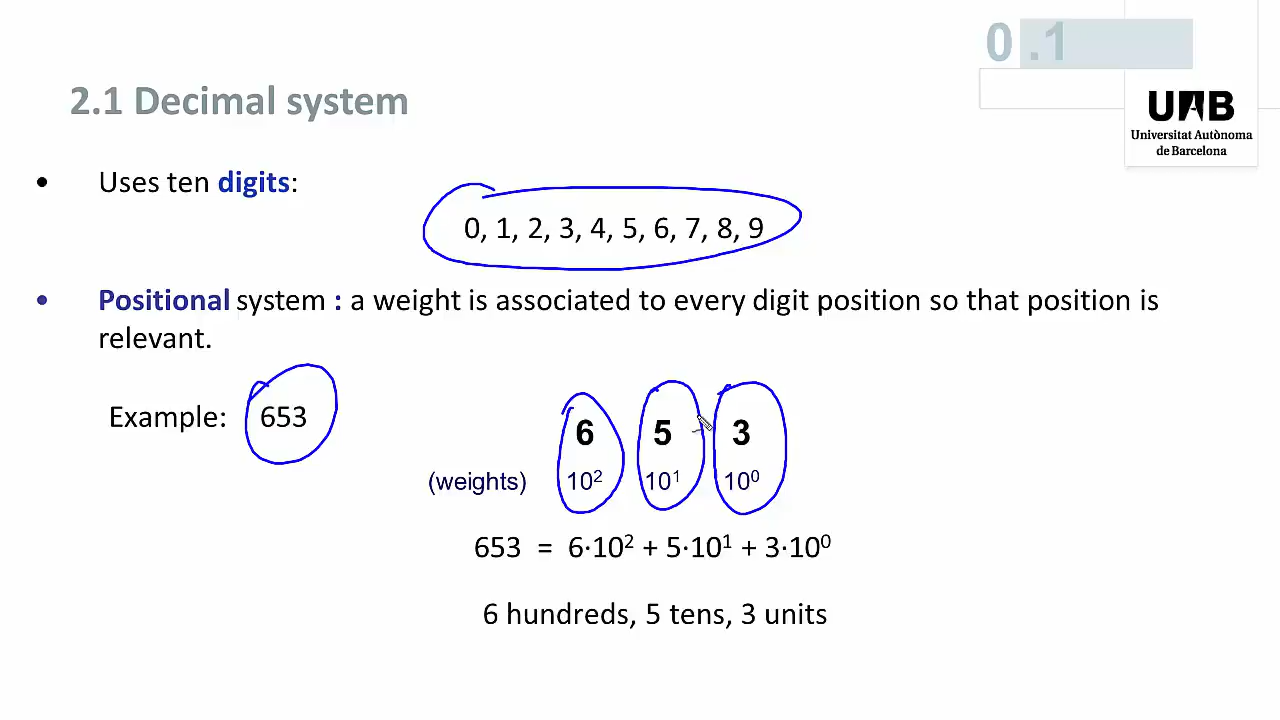 0 .1
2.1 Decimal system
UAB
Universitat Autònoma
de Barcelona
• Uses ten digits:
0, 1, 2, 3, 4, 5, 6, 7, 8, 9
• Positional system : a weight is associated to every digit position so that position is
relevant.
Example: 653
6 5 3
(weights) 10² 10¹ 10⁰
653 = 6·10² + 5·10¹ + 3·10⁰
6 hundreds, 5 tens, 3 units